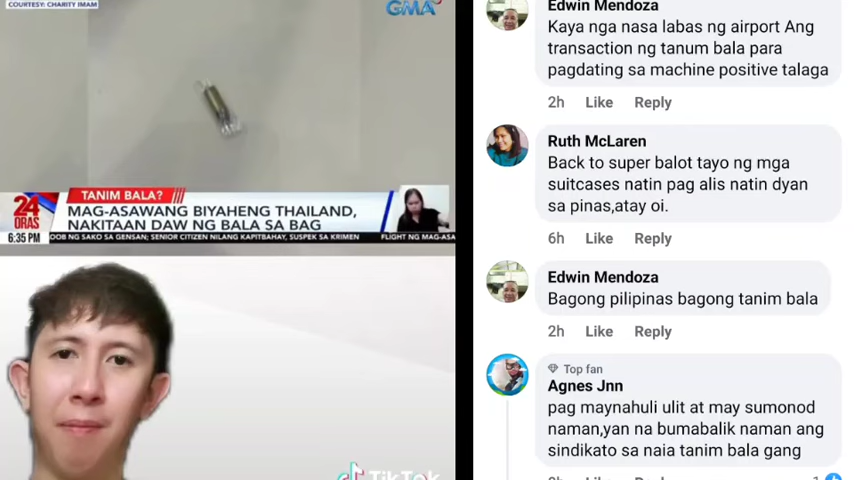 COURTESY: CHARITY IMAM
GMA
TANIM BALA?
24
ORAS
6:35 PM
MAG-ASAWANG BIYAHENG THAILAND,
NAKITAAN DAW NG BALA SA BAG
OOB NG SAKO SA GENSAN; SENIOR CITIZEN NILANG KAPITBAHAY, SUSPEK SA KRIMEN
FLIGHT NG MAG-ASA
TikTok
Edwin Mendoza
Kaya nga nasa labas ng airport Ang
transaction ng tanum bala para
pagdating sa machine positive talaga
2h Like Reply
Ruth McLaren
Back to super balot tayo ng mga
suitcases natin pag alis natin dyan
sa pinas,atay oi.
6h Like Reply
Edwin Mendoza
Bagong pilipinas bagong tanim bala
2h Like Reply
Top fan
Agnes Jnn
pag maynahuli ulit at may sumonod
naman,yan na bumabalik naman ang
sindikato sa naia tanim bala gang
Like Reply
1